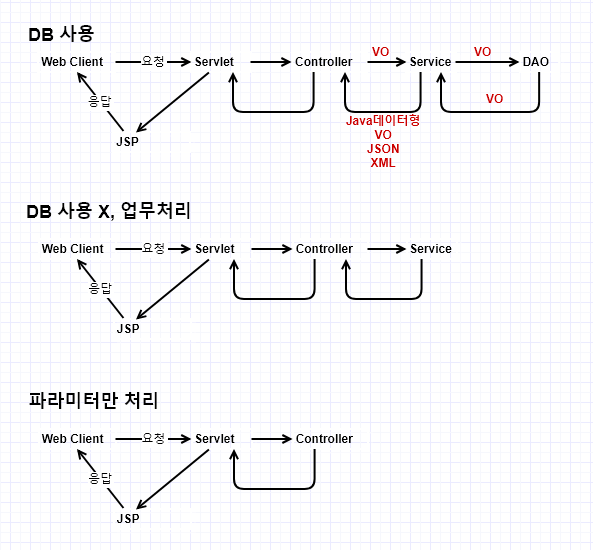 DB 사용
VO VO
Web Client 요청 Servlet Controller Service DAO
응답 VO
Java데이터형
VO
JSP JSON
XML
DB 사용 X, 업무처리
Web Client 요청 Servlet Controller Service
응답
JSP
파라미터만 처리
Web Client 요청 Servlet Controller
응답
JSP